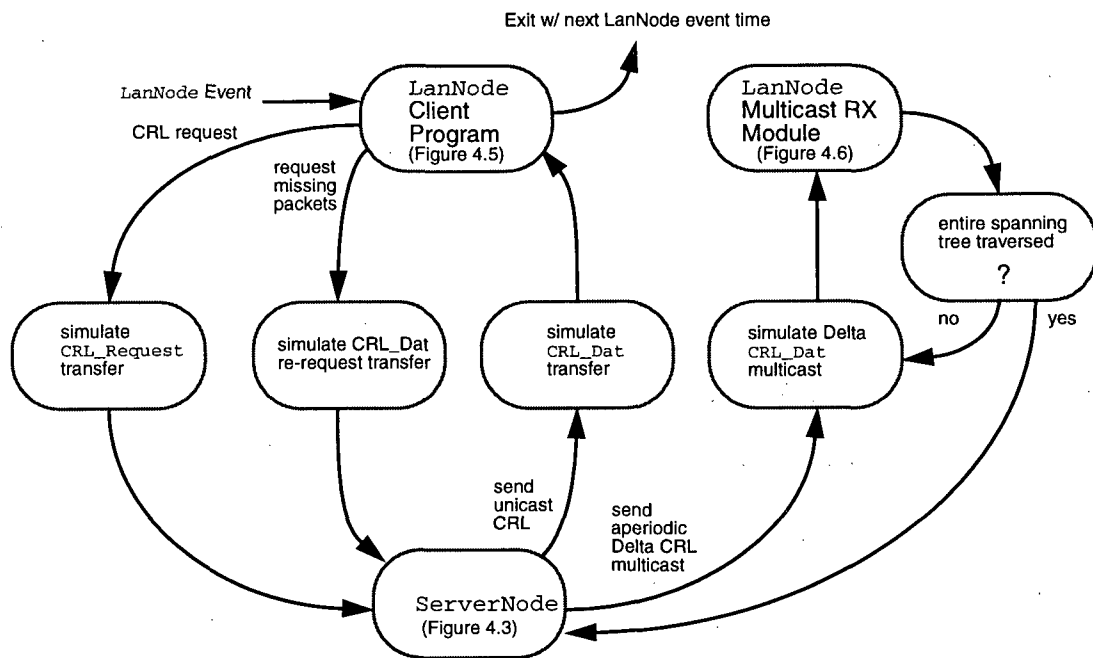 Exit w/ next LanNode event time
LanNode Event
CRL request
LanNode
Client
Program
(Figure 4.5)
LanNode
Multicast RX
Module
(Figure 4.6)
request
missing
packets
entire spanning
tree traversed
?
no
yes
simulate
CRL_Request
transfer
simulate CRL_Dat
re-request transfer
simulate
CRL_Dat
transfer
simulate Delta
CRL_Dat
multicast
send
unicast
CRL
send
aperiodic
Delta CRL
multicast
ServerNode
(Figure 4.3)